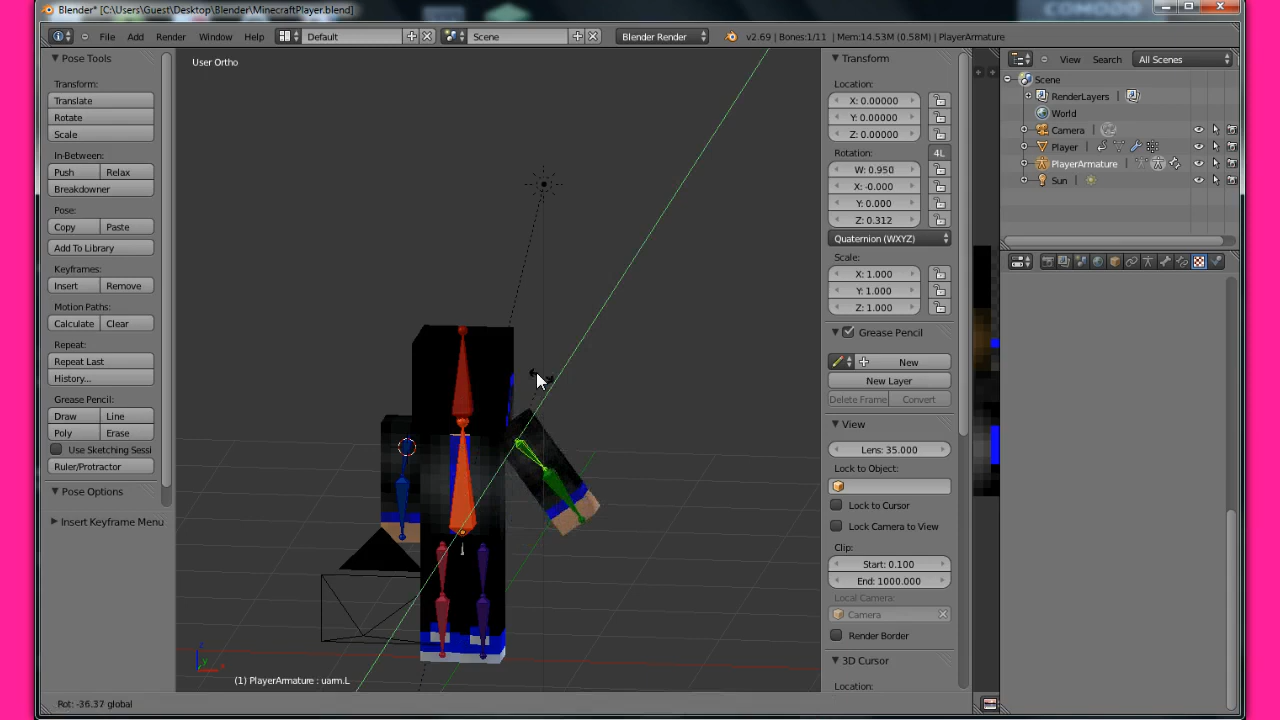 Blender* [C:\Users\Guest\Desktop\Blender\MinecraftPlayer.blend]
COMODO
File Add Render Window Help
Default
Scene
Blender Render
v2.69 | Bones:1/11 | Mem:14.53M (0.58M) | PlayerArmature
Pose Tools
Transform:
Translate
Rotate
Scale
In-Between:
Push Relax
Breakdowner
Pose:
Copy Paste
Add To Library
Keyframes:
Insert Remove
Motion Paths:
Calculate Clear
Repeat:
Repeat Last
History...
Grease Pencil:
Draw Line
Poly Erase
Use Sketching Sessi
Ruler/Protractor
Pose Options
Insert Keyframe Menu
User Ortho
(1) PlayerArmature : uarm.L
Rot: -36.37 global
Transform
Location:
X: 0.00000
Y: 0.00000
Z: 0.00000
Rotation:
4L
W: 0.950
X: -0.000
Y: 0.000
Z: 0.312
Quaternion (WXYZ)
Scale:
X: 1.000
Y: 1.000
Z: 1.000
Grease Pencil
New
New Layer
Delete Frame Convert
View
Lens: 35.000
Lock to Object:
Lock to Cursor
Lock Camera to View
Clip:
Start: 0.100
End: 1000.000
Local Camera:
Camera
Render Border
3D Cursor
Location:
View Search All Scenes
Scene
RenderLayers
World
Camera
Player
PlayerArmature
Sun